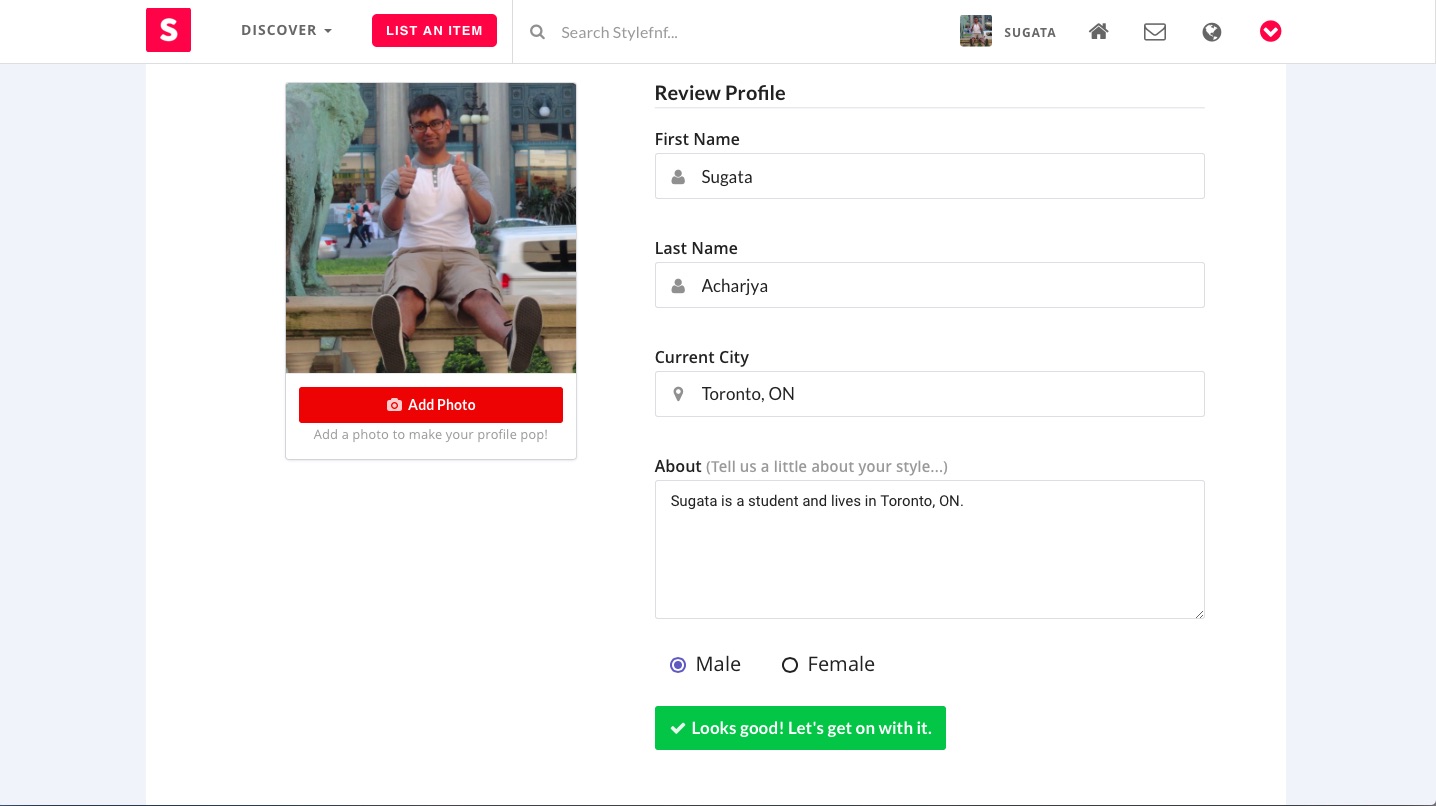 S
DISCOVER
LIST AN ITEM
Search Stylefnf...
SUGATA
Review Profile
First Name
Sugata
Last Name
Acharjya
Current City
Toronto, ON
About (Tell us a little about your style...)
Sugata is a student and lives in Toronto, ON.
Male
Female
Looks good! Let's get on with it.
Add Photo
Add a photo to make your profile pop!